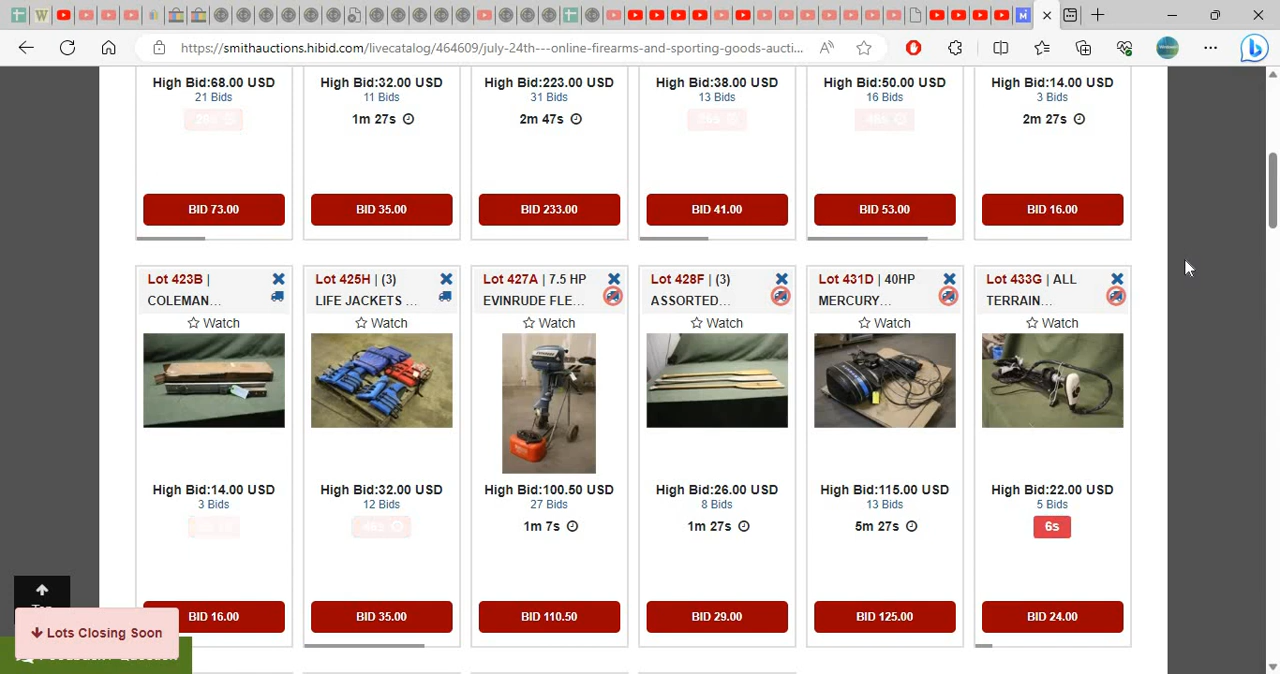 https://smithauctions.hibid.com/livecatalog/464609/july-24th---online-firearms-and-sporting-goods-aucti...
High Bid:68.00 USD
21 Bids
26s
BID 73.00
High Bid:32.00 USD
11 Bids
1m 27s
BID 35.00
High Bid:223.00 USD
31 Bids
2m 47s
BID 233.00
High Bid:38.00 USD
13 Bids
BID 41.00
High Bid:50.00 USD
16 Bids
BID 53.00
High Bid:14.00 USD
3 Bids
2m 27s
BID 16.00
Lot 423B |
COLEMAN...
Watch
High Bid:14.00 USD
3 Bids
BID 16.00
Lot 425H | (3)
LIFE JACKETS ...
Watch
High Bid:32.00 USD
12 Bids
BID 35.00
Lot 427A | 7.5 HP
EVINRUDE FLE...
Watch
High Bid:100.50 USD
27 Bids
1m 7s
BID 110.50
Lot 428F | (3)
ASSORTED...
Watch
High Bid:26.00 USD
8 Bids
1m 27s
BID 29.00
Lot 431D | 40HP
MERCURY...
Watch
High Bid:115.00 USD
13 Bids
5m 27s
BID 125.00
Lot 433G | ALL
TERRAIN...
Watch
High Bid:22.00 USD
5 Bids
6s
BID 24.00
Top
Lots Closing Soon